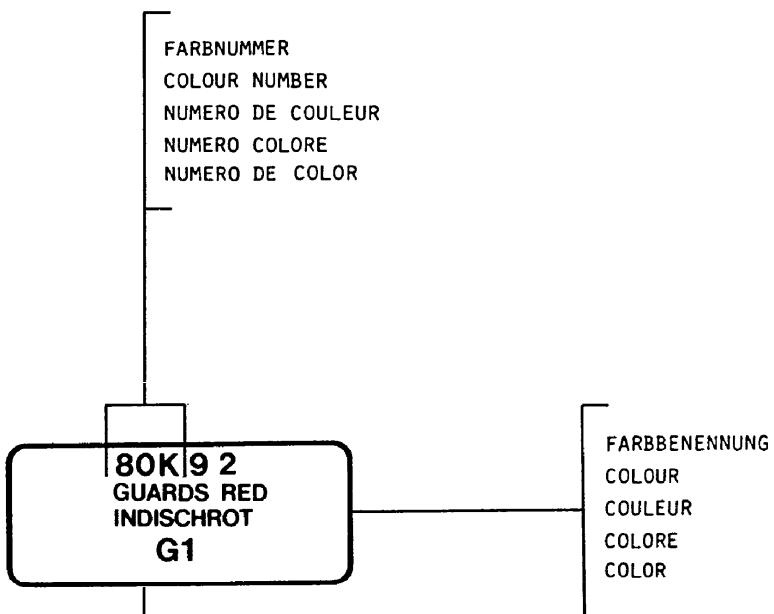 FARBNUMMER
COLOUR NUMBER
NUMERO DE COULEUR
NUMERO COLORE
NUMERO DE COLOR
80K 9 2
GUARDS RED
INDISCHROT
G1
FARBBENENNUNG
COLOUR
COULEUR
COLORE
COLOR